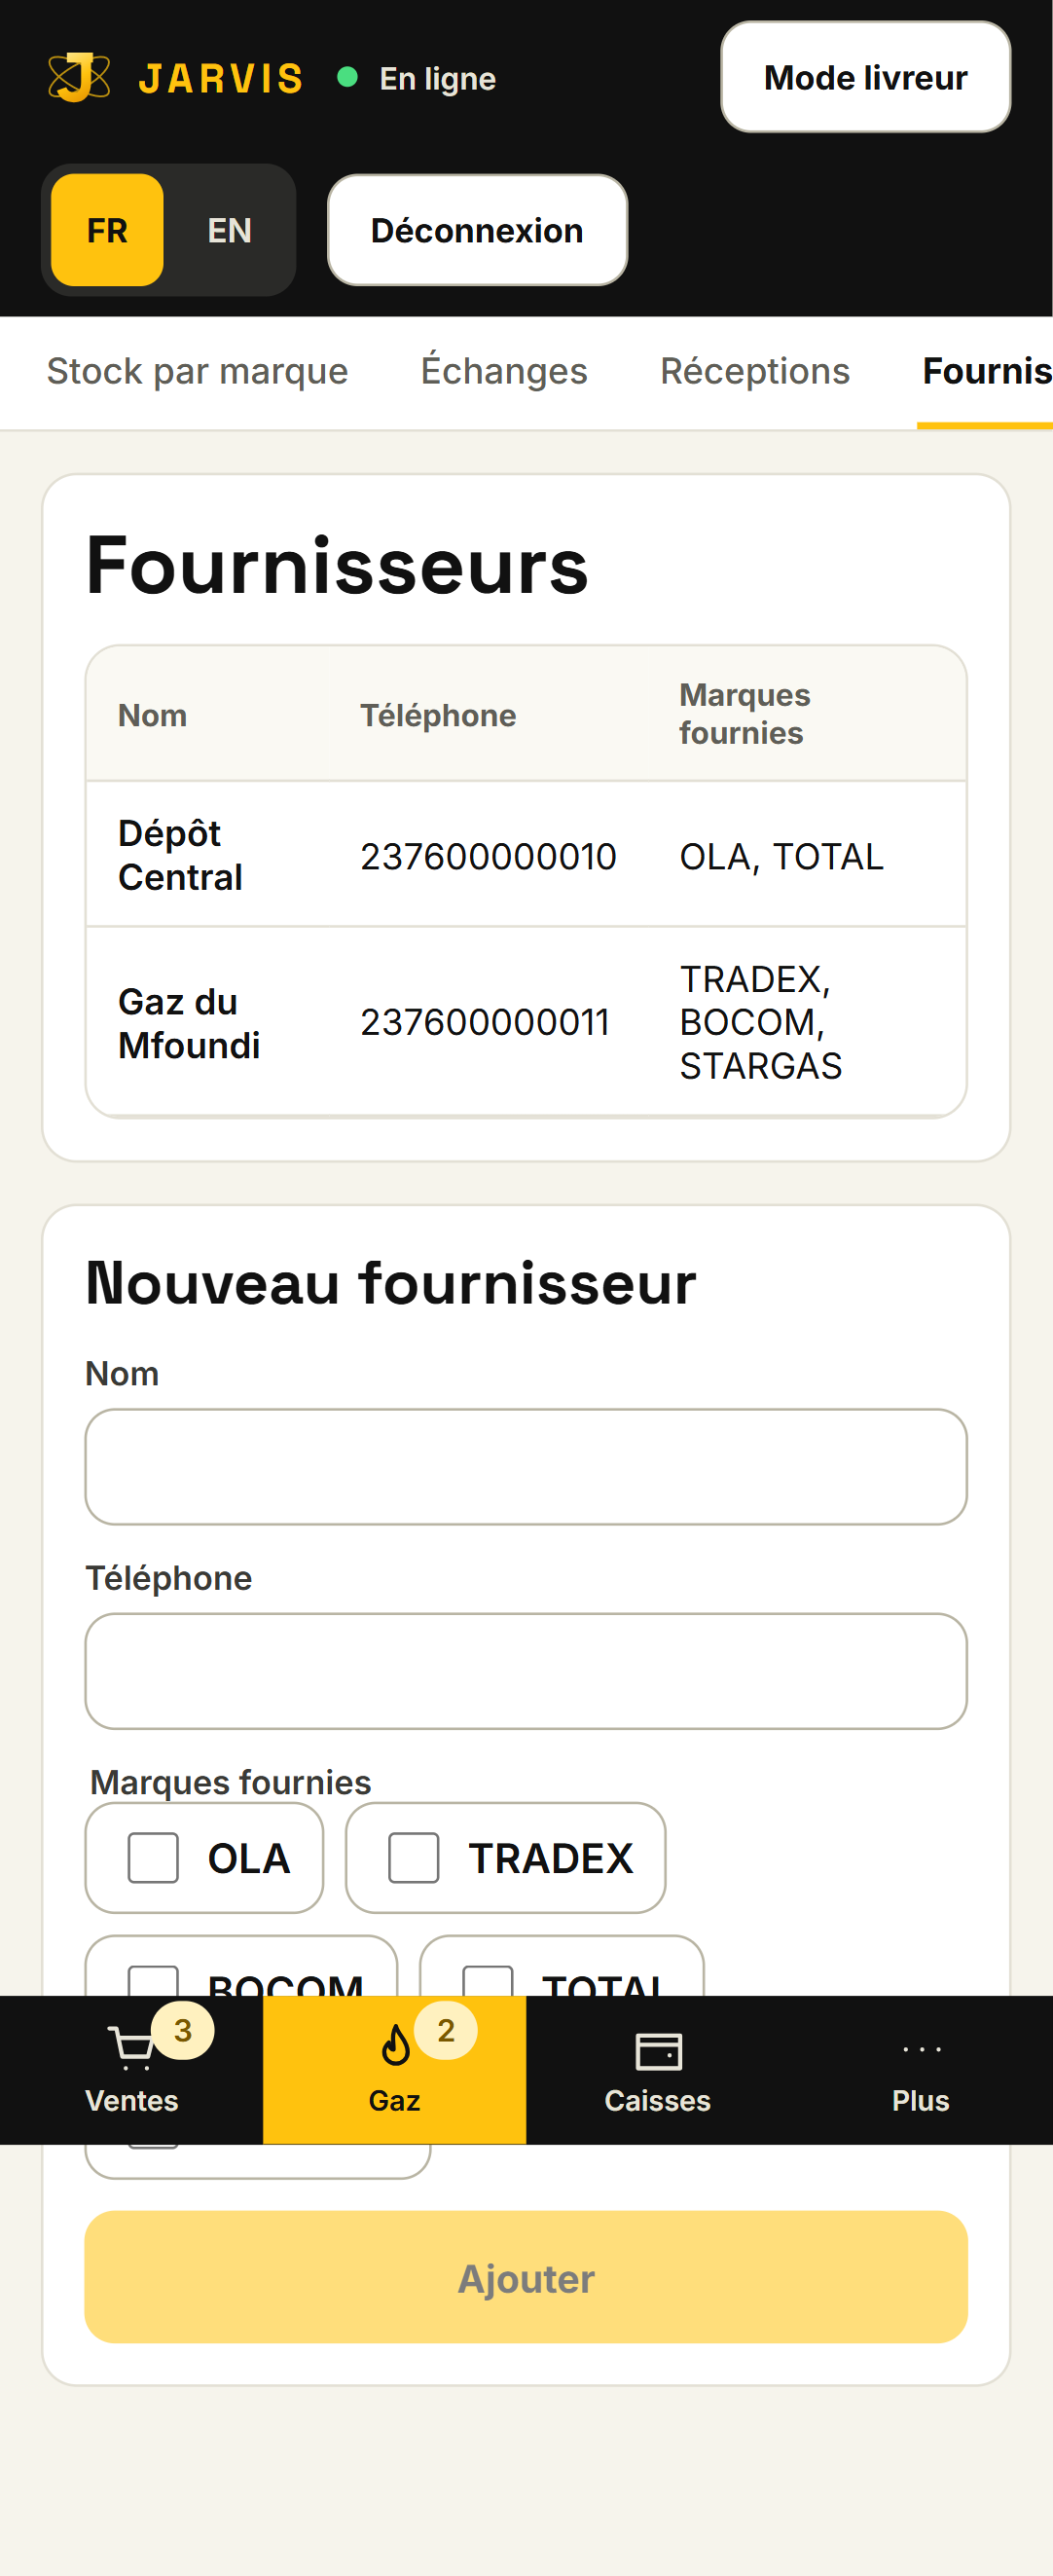 JARVIS
En ligne
Mode livreur
FR
EN
Déconnexion
Stock par marque
Échanges
Réceptions
Fournis
Fournisseurs
Nom
Téléphone
Marques
fournies
Dépôt
Central
237600000010
OLA, TOTAL
Gaz du
Mfoundi
237600000011
TRADEX,
BOCOM,
STARGAS
Nouveau fournisseur
Nom
Téléphone
Marques fournies
OLA
TRADEX
BOCOM
TOTAL
3
Ventes
2
Gaz
Caisses
Plus
Ajouter